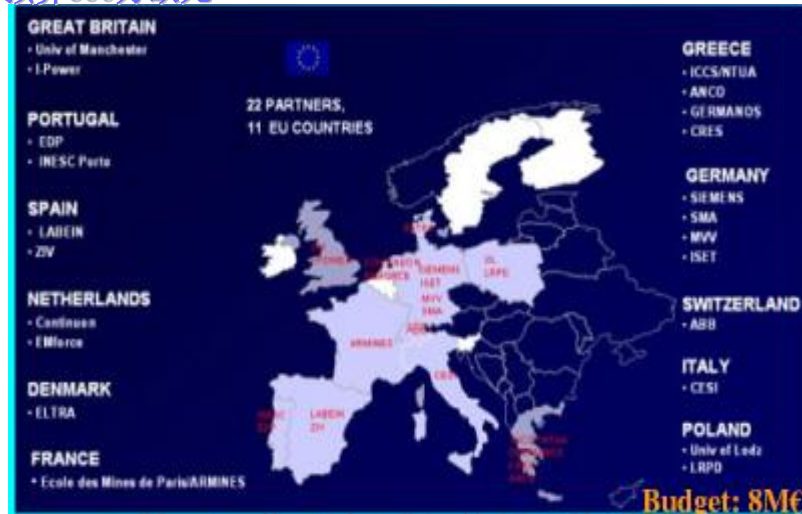 GREAT BRITAIN
• Univ of Manchester
• I-Power
PORTUGAL
• EDP
• INESC Porto
SPAIN
• LABEIN
• ZIV
NETHERLANDS
• Continuon
• EMforce
DENMARK
• ELTRA
FRANCE
• Ecole des Mines de Paris/ARMINES
22 PARTNERS,
11 EU COUNTRIES
SIEMENS
ISET
MVV
SMA
LRPD
ARMINES
LABEIN
ZIV
GREECE
• ICCS/NTUA
• ANCO
• GERMANOS
• CRES
GERMANY
• SIEMENS
• SMA
• MVV
• ISET
SWITZERLAND
• ABB
ITALY
• CESI
POLAND
• Univ of Lodz
• LRPD
Budget: 8M€